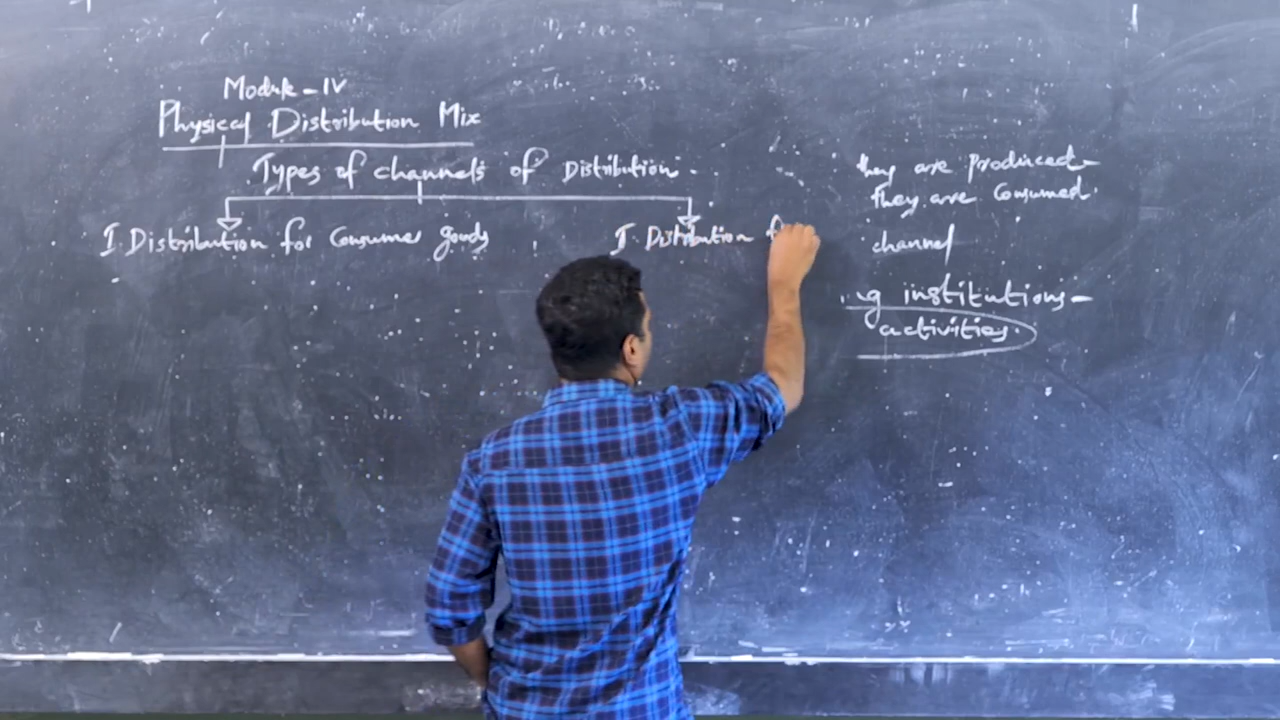 Module - IV
Physical Distribution Mix
Types of channels of Distribution.
I Distribution for Consumer goods
I. Distribution
they are produced
they are Consumed.
channel
institutions
activities.